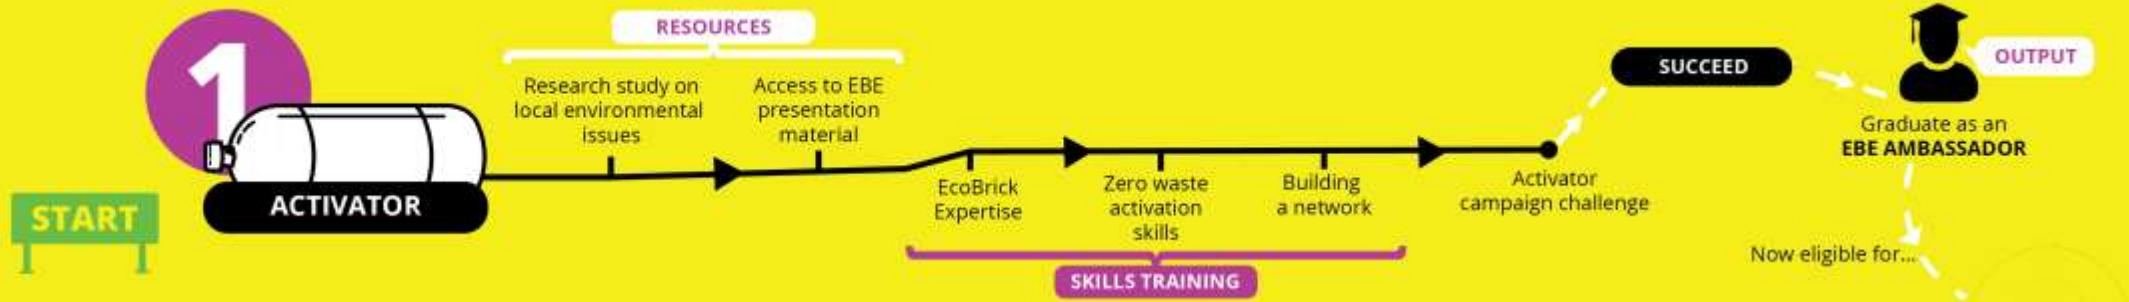 START
1
ACTIVATOR
RESOURCES
Research study on
local environmental
issues
Access to EBE
presentation
material
EcoBrick
Expertise
Zero waste
activation
skills
Building
a network
SKILLS TRAINING
Activator
campaign challenge
SUCCEED
OUTPUT
Graduate as an
EBE AMBASSADOR
Now eligible for...